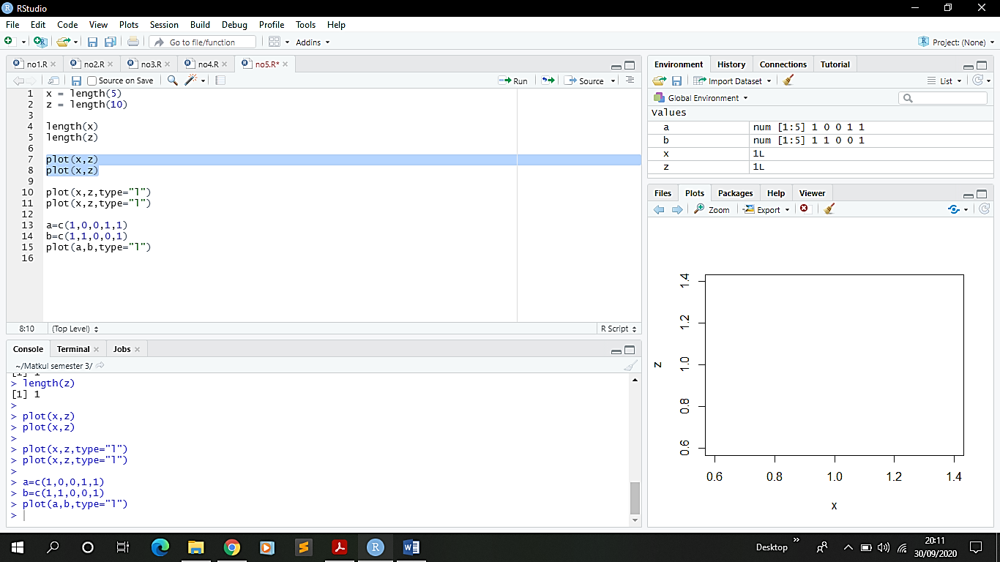 RStudio
File Edit Code View Plots Session Build Debug Profile Tools Help
Go to file/function Addins Project: (None)
no1.R no2.R no3.R no4.R no5.R*
Source on Save Run Source
1 x = length(5)
2 z = length(10)
3
4 length(x)
5 length(z)
6
7 plot(x,z)
8 plot(x,z)
9
10 plot(x,z,type="l")
11 plot(x,z,type="l")
12
13 a=c(1,0,0,1,1)
14 b=c(1,1,0,0,1)
15 plot(a,b,type="l")
16
8:10 (Top Level) R Script
Console Terminal Jobs
~/Matkul semester 3/
[1] 1
> length(z)
[1] 1
>
> plot(x,z)
> plot(x,z)
>
> plot(x,z,type="l")
> plot(x,z,type="l")
>
> a=c(1,0,0,1,1)
> b=c(1,1,0,0,1)
> plot(a,b,type="l")
>
Environment History Connections Tutorial
Import Dataset List
Global Environment
Values
a num [1:5] 1 0 0 1 1
b num [1:5] 1 1 0 0 1
x 1L
z 1L
Files Plots Packages Help Viewer
Zoom Export
1.4
1.2
1.0
0.8
0.6
z
0.6 0.8 1.0 1.2 1.4
x
Desktop
20:11
30/09/2020